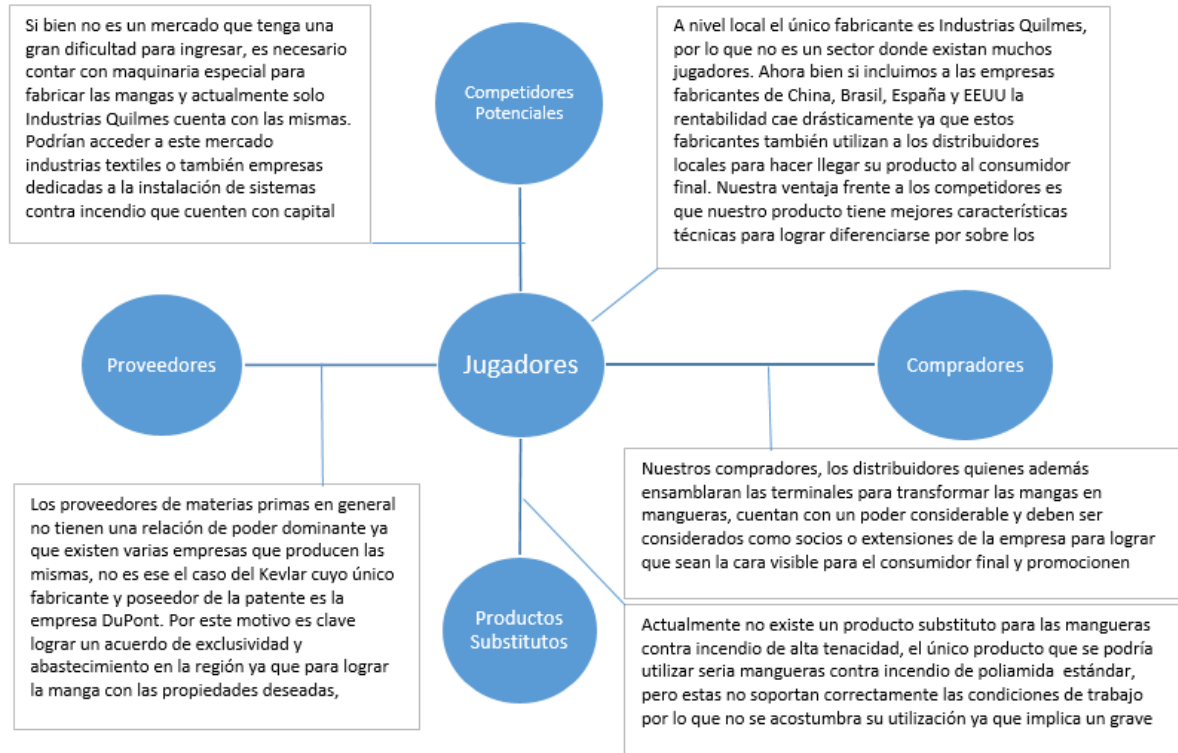 Si bien no es un mercado que tenga una
gran dificultad para ingresar, es necesario
contar con maquinaria especial para
fabricar las mangas y actualmente solo
Industrias Quilmes cuenta con las mismas.
Podrían acceder a este mercado
industrias textiles o también empresas
dedicadas a la instalación de sistemas
contra incendio que cuenten con capital
Competidores
Potenciales
A nivel local el único fabricante es Industrias Quilmes,
por lo que no es un sector donde existan muchos
jugadores. Ahora bien si incluimos a las empresas
fabricantes de China, Brasil, España y EEUU la
rentabilidad cae drásticamente ya que estos
fabricantes también utilizan a los distribuidores
locales para hacer llegar su producto al consumidor
final. Nuestra ventaja frente a los competidores es
que nuestro producto tiene mejores características
técnicas para lograr diferenciarse por sobre los
Proveedores
Jugadores
Compradores
Los proveedores de materias primas en general
no tienen una relación de poder dominante ya
que existen varias empresas que producen las
mismas, no es ese el caso del Kevlar cuyo único
fabricante y poseedor de la patente es la
empresa DuPont. Por este motivo es clave
lograr un acuerdo de exclusividad y
abastecimiento en la región ya que para lograr
la manga con las propiedades deseadas,
Productos
Substitutos
Nuestros compradores, los distribuidores quienes además
ensamblaran las terminales para transformar las mangas en
mangueras, cuentan con un poder considerable y deben ser
considerados como socios o extensiones de la empresa para lograr
que sean la cara visible para el consumidor final y promocionen
Actualmente no existe un producto substituto para las mangueras
contra incendio de alta tenacidad, el único producto que se podría
utilizar seria mangueras contra incendio de poliamida estándar,
pero estas no soportan correctamente las condiciones de trabajo
por lo que no se acostumbra su utilización ya que implica un grave